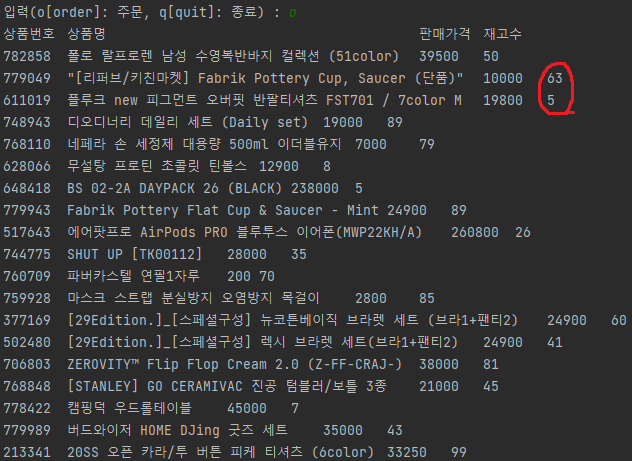 입력(o[order]: 주문, q[quit]: 종료) : o
상품번호 상품명 판매가격 재고수
782858 폴로 랄프로렌 남성 수영복반바지 컬렉션 (51color) 39500 50
779049 "[리퍼브/키친마켓] Fabrik Pottery Cup, Saucer (단품)" 10000 63
611019 플루크 new 피그먼트 오버핏 반팔티셔츠 FST701 / 7color M 19800 5
748943 디오디너리 데일리 세트 (Daily set) 19000 89
768110 네페라 손 세정제 대용량 500ml 이더블유지 7000 79
628066 무설탕 프로틴 초콜릿 틴볼스 12900 8
648418 BS 02-2A DAYPACK 26 (BLACK) 238000 5
779943 Fabrik Pottery Flat Cup & Saucer - Mint 24900 89
517643 에어팟프로 AirPods PRO 블루투스 이어폰(MWP22KH/A) 260800 26
744775 SHUT UP [TK00112] 28000 35
760709 파버카스텔 연필1자루 200 70
759928 마스크 스트랩 분실방지 오염방지 목걸이 2800 85
377169 [29Edition.]_[스페셜구성] 뉴코튼베이직 브라렛 세트 (브라1+팬티2) 24900 60
502480 [29Edition.]_[스페셜구성] 렉시 브라렛 세트(브라1+팬티2) 24900 41
706803 ZEROVITY™ Flip Flop Cream 2.0 (Z-FF-CRAJ-) 38000 81
768848 [STANLEY] GO CERAMIVAC 진공 텀블러/보틀 3종 21000 45
778422 캠핑덕 우드롤테이블 45000 7
779989 버드와이저 HOME DJing 굿즈 세트 35000 43
213341 20SS 오픈 카라/투 버튼 피케 티셔츠 (6color) 33250 99